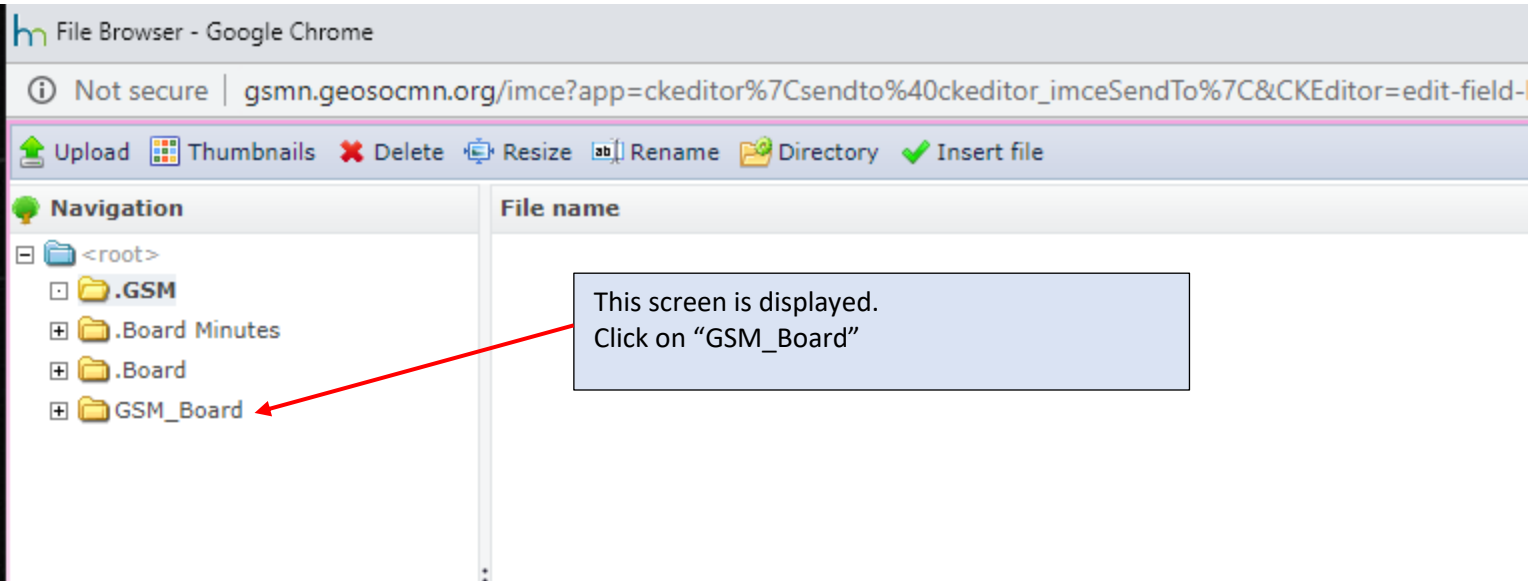 hn File Browser - Google Chrome
Not secure | gsmn.geosocmn.org/imce?app=ckeditor%7Csendto%40ckeditor_imceSendTo%7C&CKEditor=edit-field-
Upload Thumbnails Delete Resize ab Rename Directory Insert file
Navigation File name
<root>
.GSM
.Board Minutes
.Board
GSM_Board
This screen is displayed.
Click on “GSM_Board”